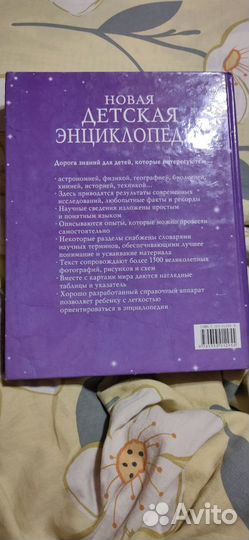 НОВАЯ
ДЕТСКАЯ
ЭНЦИКЛОПЕДИЯ
Дорога знаний для детей, которые интересуются...
- астрономией, физикой, географией, биологией,
химией, историей, техникой...
· Здесь приводятся результаты современных
исследований, любопытные факты и рекорды
· Научные сведения изложены простым
и понятным языком
· Описываются опыты, которые можно провести
самостоятельно
· Некоторые разделы снабжены словарями
научных терминов, обеспечивающими лучшее
понимание и усваивание материала
· Текст сопровождают более 1300 великолепных
фотографий, рисунков и схем
· Вместе с картами мира даются наглядные
таблицы и указатель
· Хорошо разработанный справочный аппарат
позволяет ребенку с легкостью
ориентироваться в энциклопедии
Avito